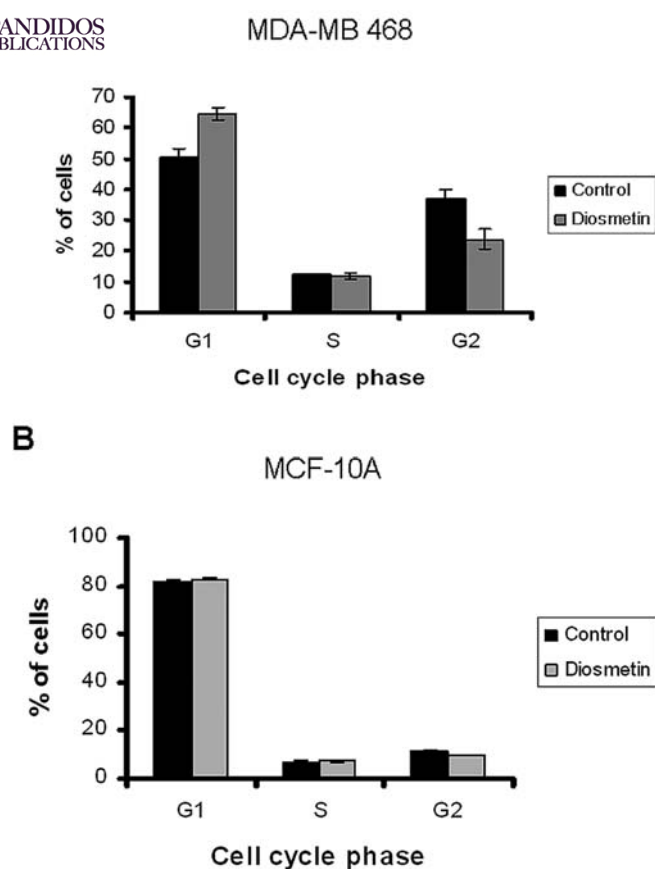 MDA-MB 468
70
60
50
40
30
20
10
0
% of cells
G1 S G2
Cell cycle phase
Control
Diosmetin
B
MCF-10A
100
80
60
40
20
0
% of cells
G1 S G2
Cell cycle phase
Control
Diosmetin